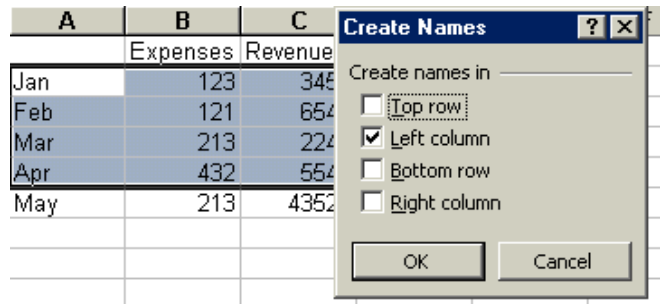 A B C
Expenses Revenue
Jan 123 345
Feb 121 654
Mar 213 224
Apr 432 554
May 213 4352
Create Names ? X
Create names in
Top row
Left column
Bottom row
Right column
OK Cancel